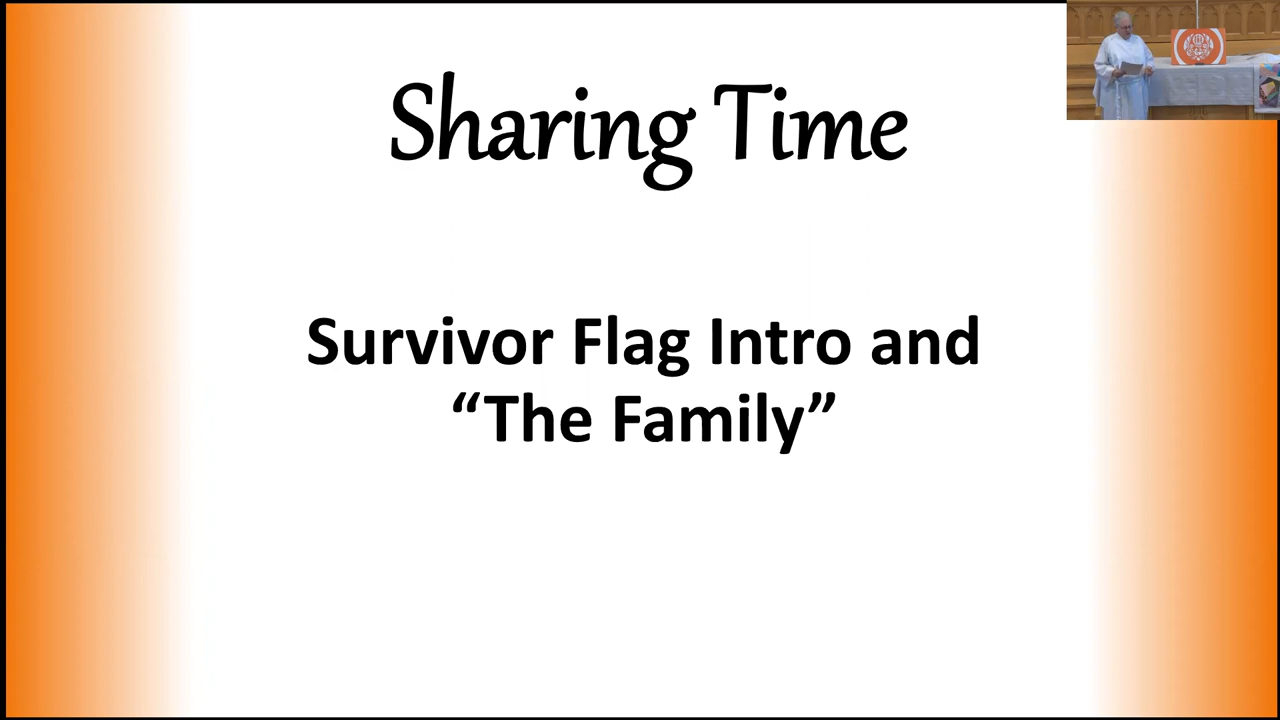 Sharing Time
Survivor Flag Intro and
“The Family”